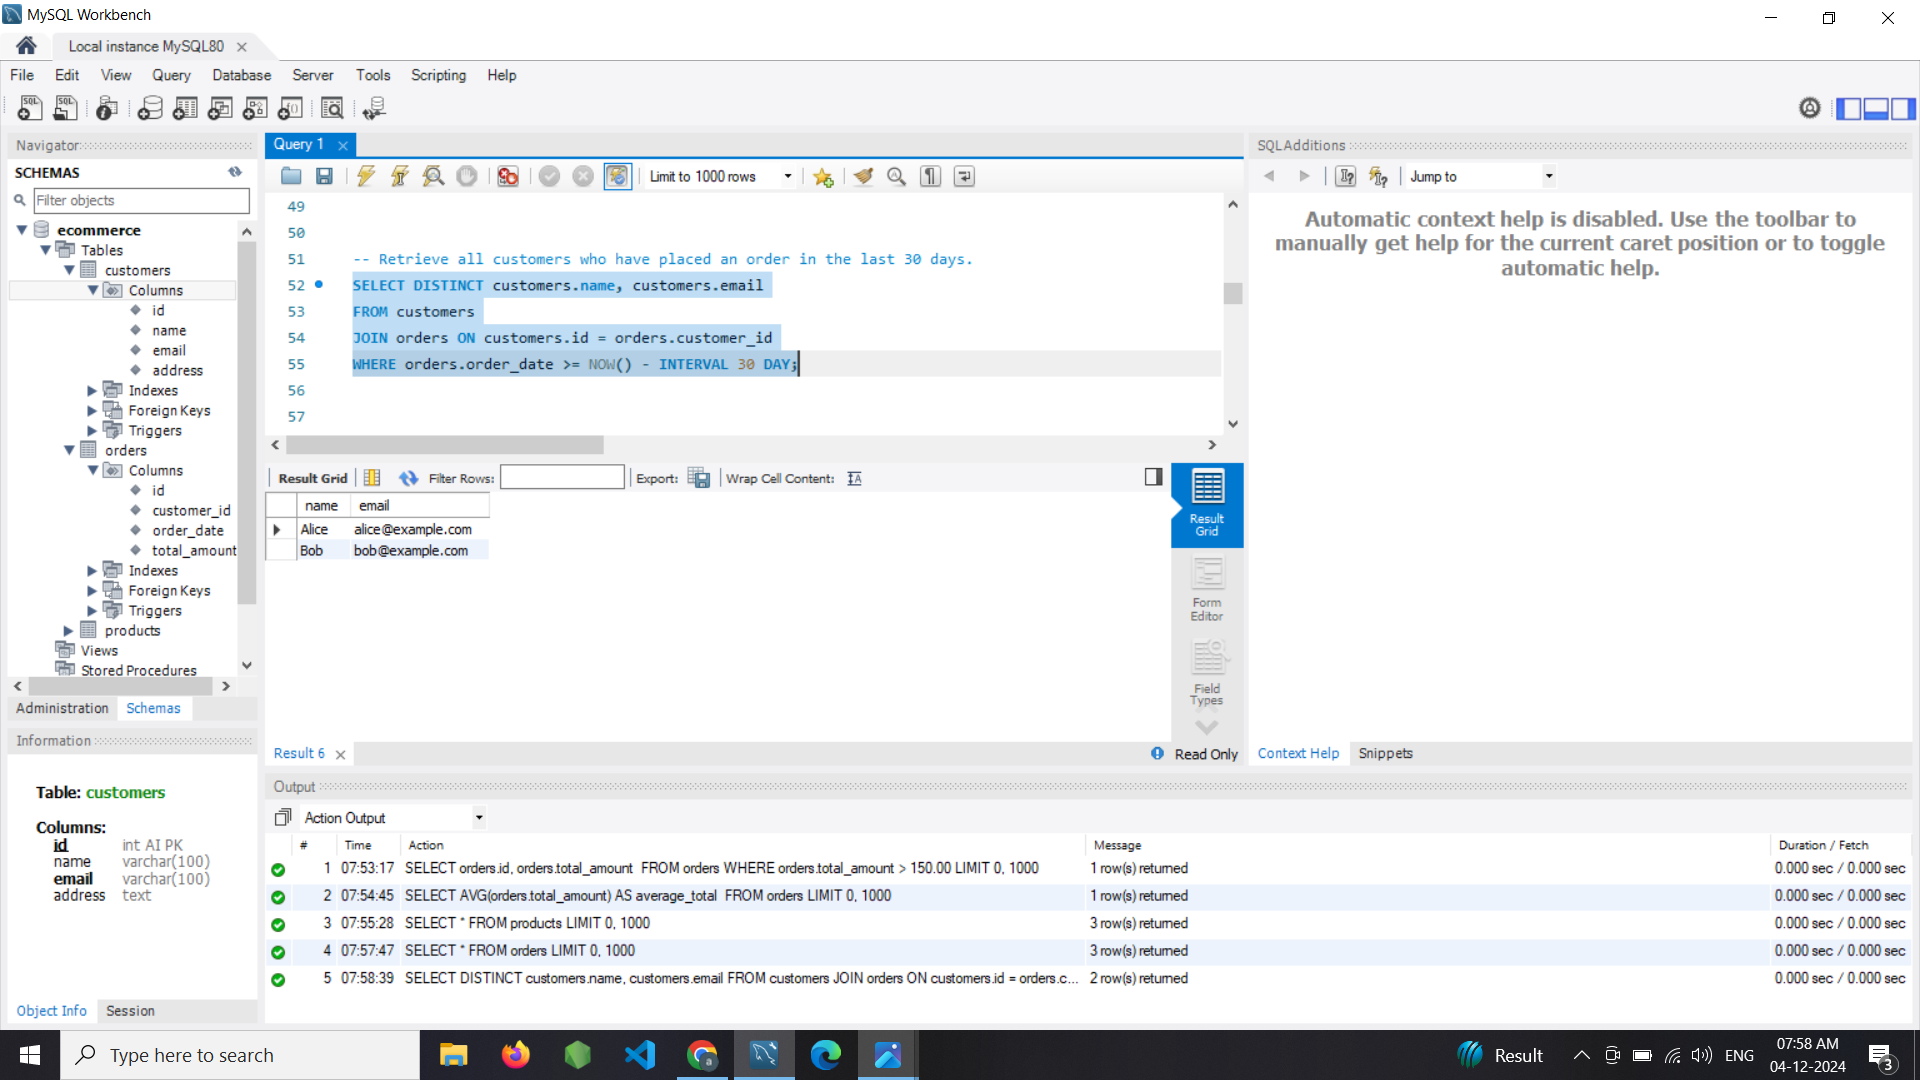 MySQL Workbench
Local instance MySQL80
File Edit View Query Database Server Tools Scripting Help
Navigator
SCHEMAS
Filter objects
ecommerce
Tables
customers
Columns
id
name
email
address
Indexes
Foreign Keys
Triggers
orders
Columns
id
customer_id
order_date
total_amount
Indexes
Foreign Keys
Triggers
products
Views
Stored Procedures
Administration Schemas
Information
Table: customers
Columns:
id int AI PK
name varchar(100)
email varchar(100)
address text
Object Info Session
Query 1
Limit to 1000 rows
49
50
51 -- Retrieve all customers who have placed an order in the last 30 days.
52 SELECT DISTINCT customers.name, customers.email
53 FROM customers
54 JOIN orders ON customers.id = orders.customer_id
55 WHERE orders.order_date >= NOW() - INTERVAL 30 DAY;
56
57
Result Grid Filter Rows: Export: Wrap Cell Content:
name email
Alice alice@example.com
Bob bob@example.com
Result
Grid
Form
Editor
Field
Types
Result 6 Read Only
SQLAdditions
Jump to
Automatic context help is disabled. Use the toolbar to
manually get help for the current caret position or to toggle
automatic help.
Context Help Snippets
Output
Action Output
# Time Action Message Duration / Fetch
1 07:53:17 SELECT orders.id, orders.total_amount FROM orders WHERE orders.total_amount > 150.00 LIMIT 0, 1000 1 row(s) returned 0.000 sec / 0.000 sec
2 07:54:45 SELECT AVG(orders.total_amount) AS average_total FROM orders LIMIT 0, 1000 1 row(s) returned 0.000 sec / 0.000 sec
3 07:55:28 SELECT * FROM products LIMIT 0, 1000 3 row(s) returned 0.000 sec / 0.000 sec
4 07:57:47 SELECT * FROM orders LIMIT 0, 1000 3 row(s) returned 0.000 sec / 0.000 sec
5 07:58:39 SELECT DISTINCT customers.name, customers.email FROM customers JOIN orders ON customers.id = orders.c... 2 row(s) returned 0.000 sec / 0.000 sec
Type here to search
Result
ENG
07:58 AM
04-12-2024
3